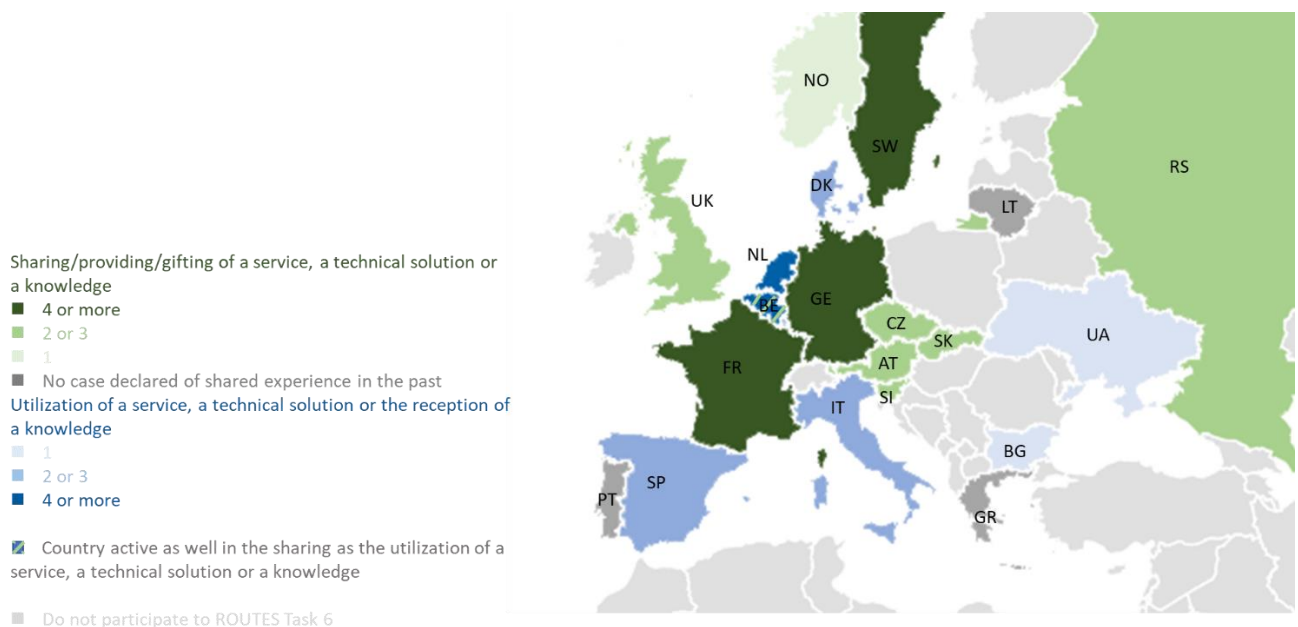 Sharing/providing/gifting of a service, a technical solution or
a knowledge
4 or more
2 or 3
1
No case declared of shared experience in the past
Utilization of a service, a technical solution or the reception of
a knowledge
1
2 or 3
4 or more
Country active as well in the sharing as the utilization of a
service, a technical solution or a knowledge
Do not participate to ROUTES Task 6
NO
SW
RS
DK
UK
LT
NL
BE
GE
CZ
SK
UA
FR
AT
SI
IT
BG
SP
PT
GR